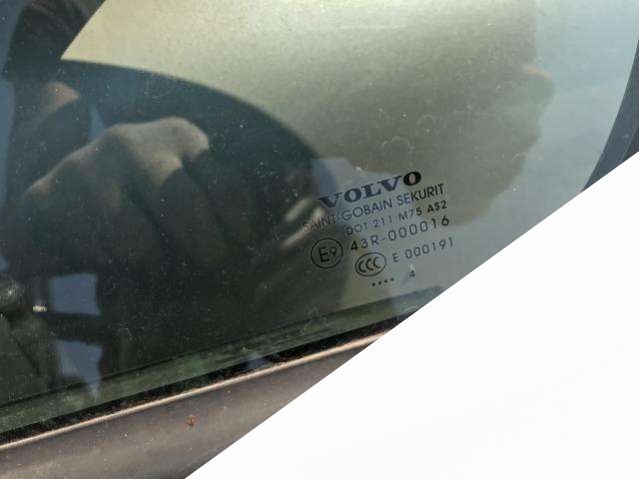 VOLVO
SAINT-GOBAIN SEKURIT
DOT 211 M75 AS2
E9 43R-000016
CCC E 000191
.... 4